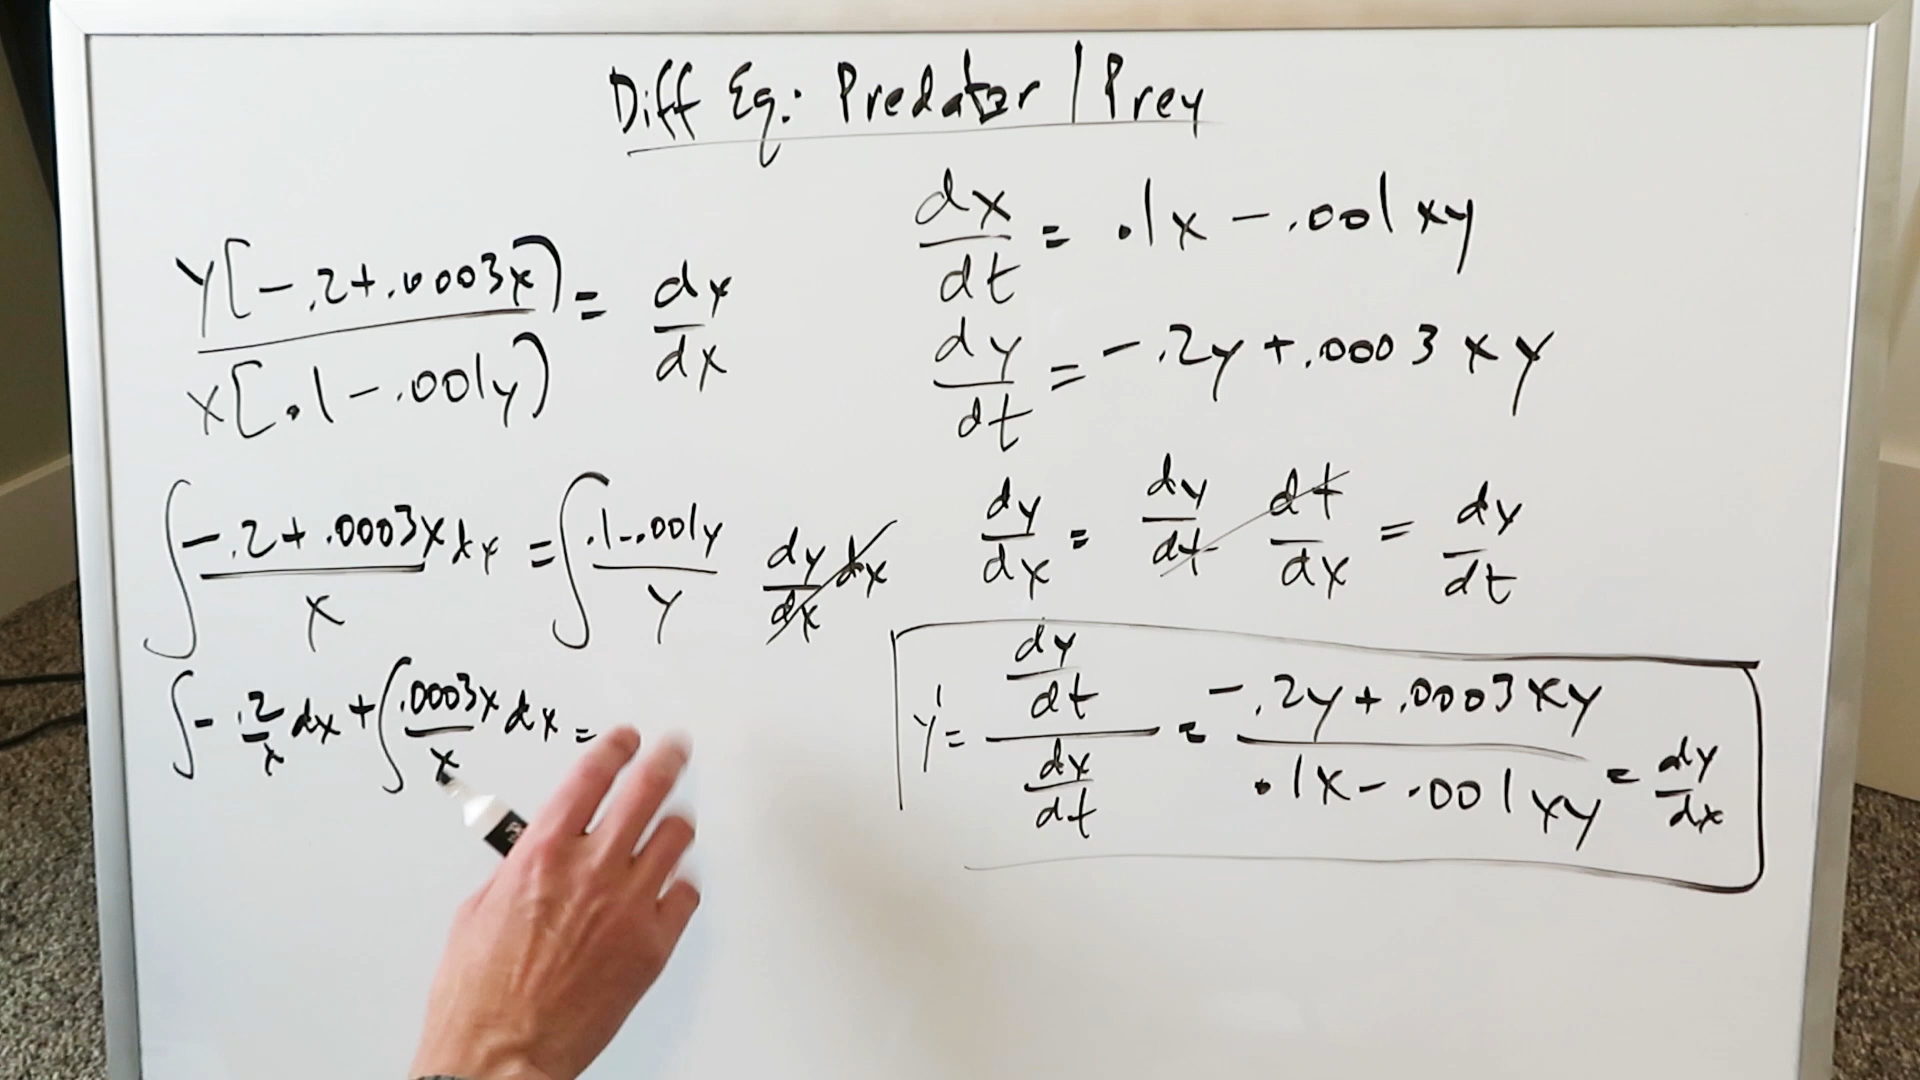 Diff Eq: Predator | Prey
dx/dt = .1x - .001xy
dy/dt = -.2y + .0003xy
dy/dx = dy/dt dt/dx = dy/dt
y' = (dy/dt)/(dx/dt) = (-.2y + .0003xy)/(.1x - .001xy) = dy/dx
y[-.2+.0003x]/x[.1-.001y] = dy/dx
∫ (-.2+.0003x)/x dx = ∫ (.1-.001y)/y dy/dx dx
∫ -.2/x dx + ∫ .0003x/x dx =